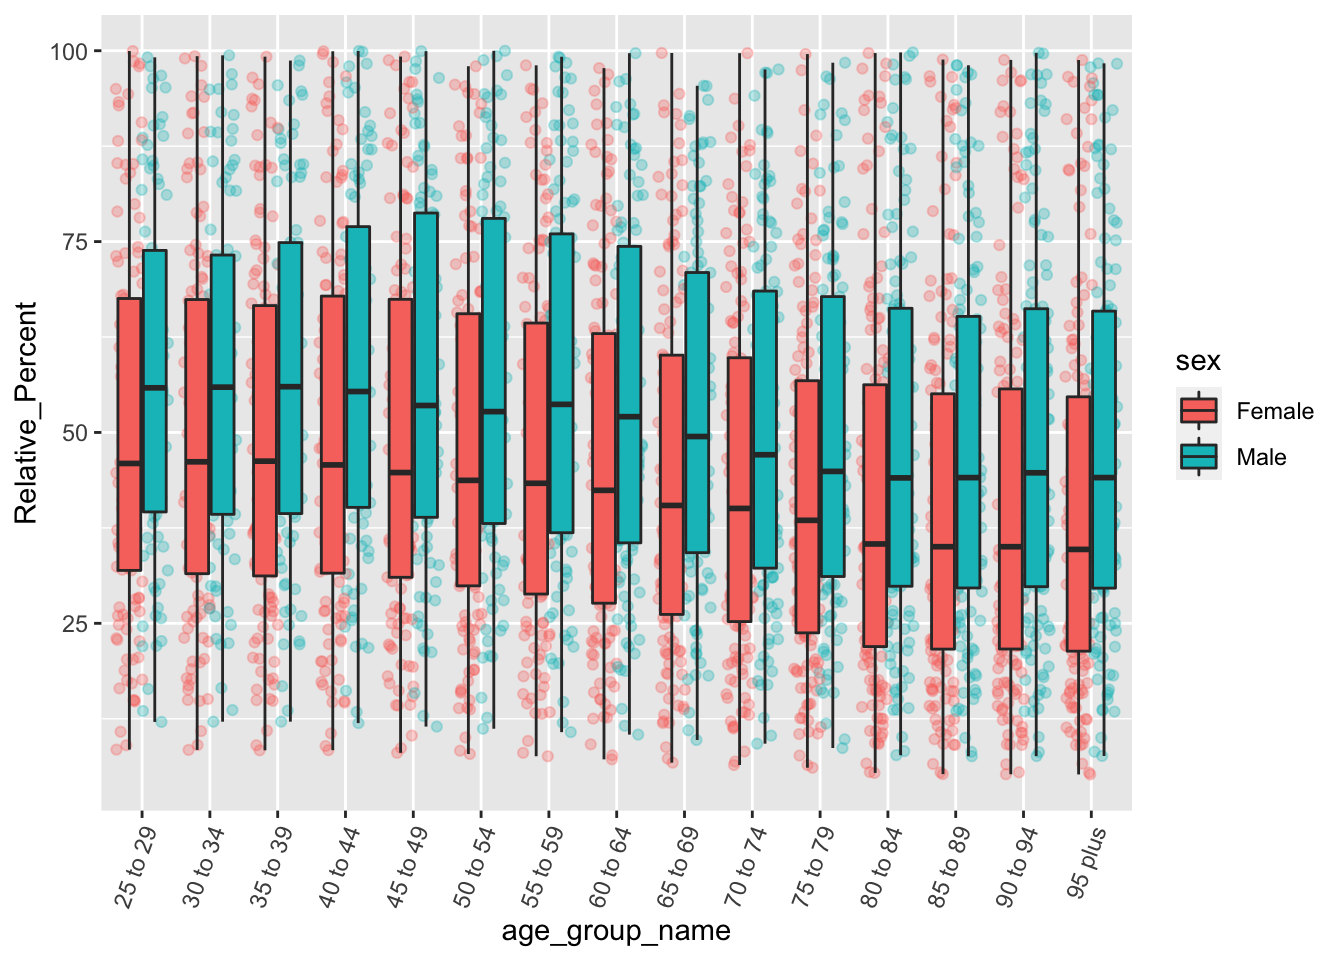 Relative_Percent
100
75
50
25
25 to 29
30 to 34
35 to 39
40 to 44
45 to 49
50 to 54
55 to 59
60 to 64
65 to 69
70 to 74
75 to 79
80 to 84
85 to 89
90 to 94
95 plus
age_group_name
sex
Female
Male